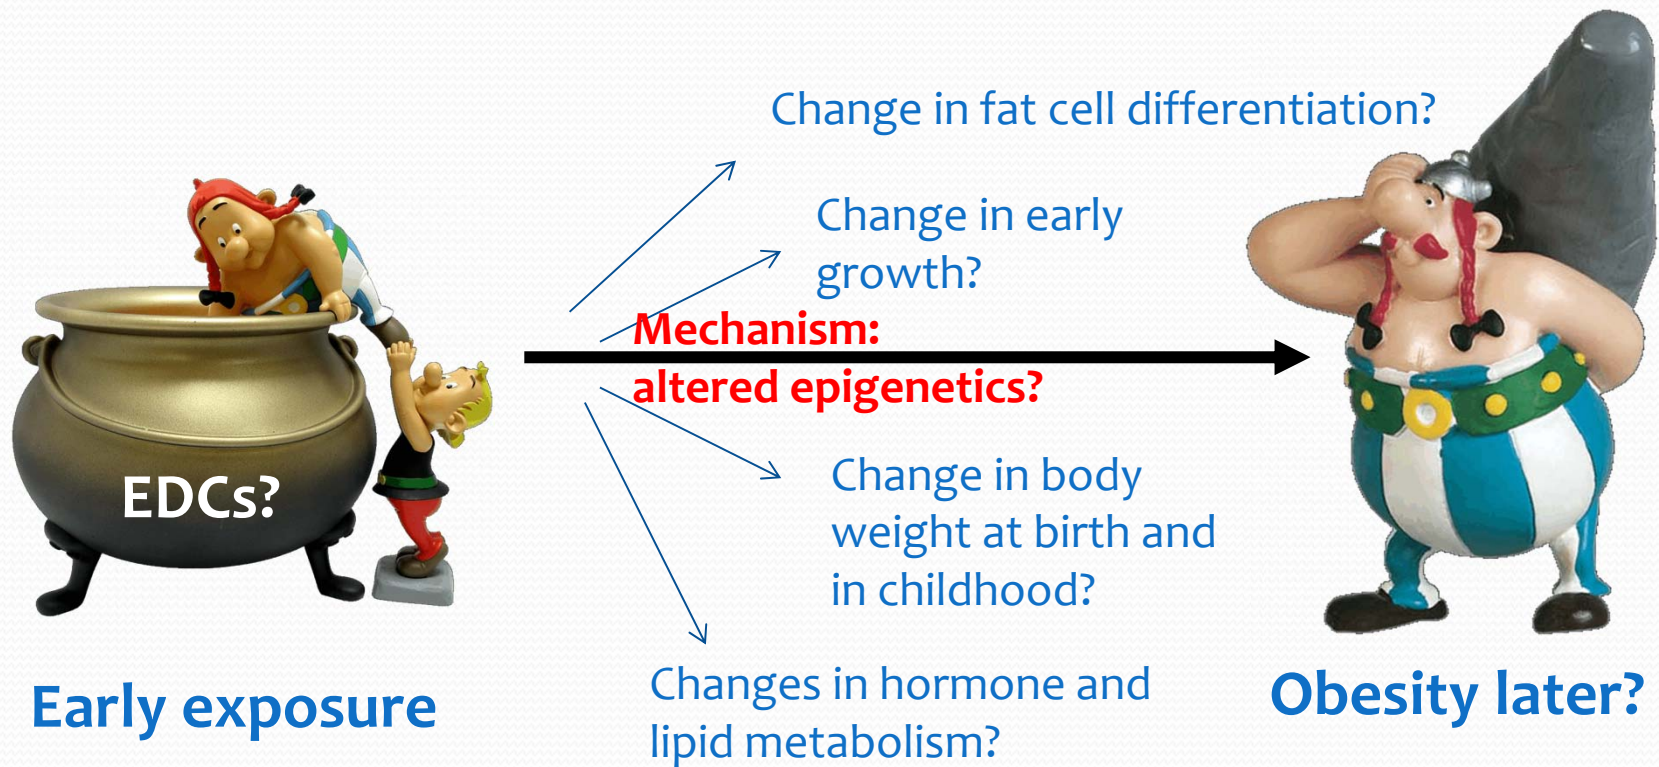 Change in fat cell differentiation?
Change in early
growth?
Mechanism:
altered epigenetics?
EDCs?
Change in body
weight at birth and
in childhood?
Early exposure
Changes in hormone and
lipid metabolism?
Obesity later?